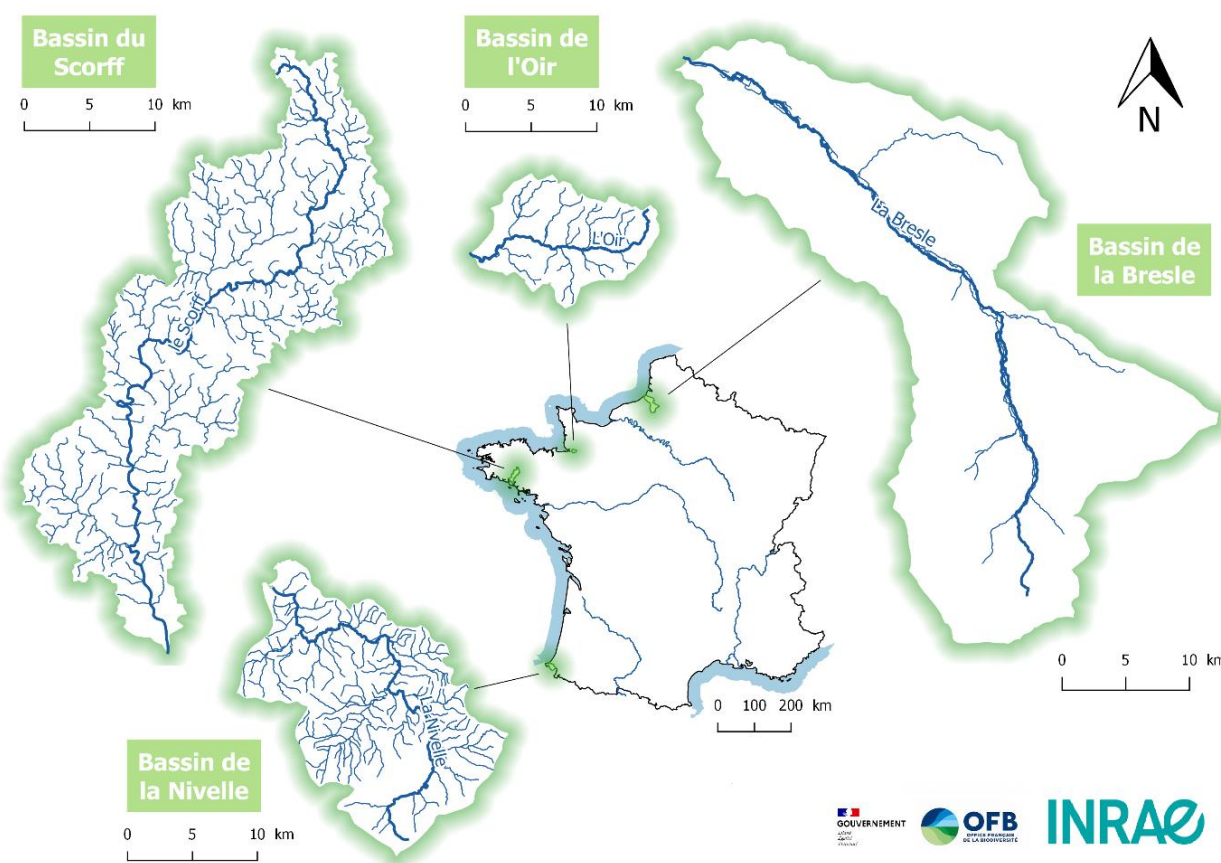 Bassin du
Scorff
0 5 10 km
Le Scorff
Bassin de
l'Oir
0 5 10 km
L'Oir
N
La Bresle
Bassin de
la Bresle
0 5 10 km
La Nivelle
Bassin de
la Nivelle
0 5 10 km
0 100 200 km
GOUVERNEMENT
OFB
OFFICE FRANÇAIS
DE LA BIODIVERSITÉ
INRAE